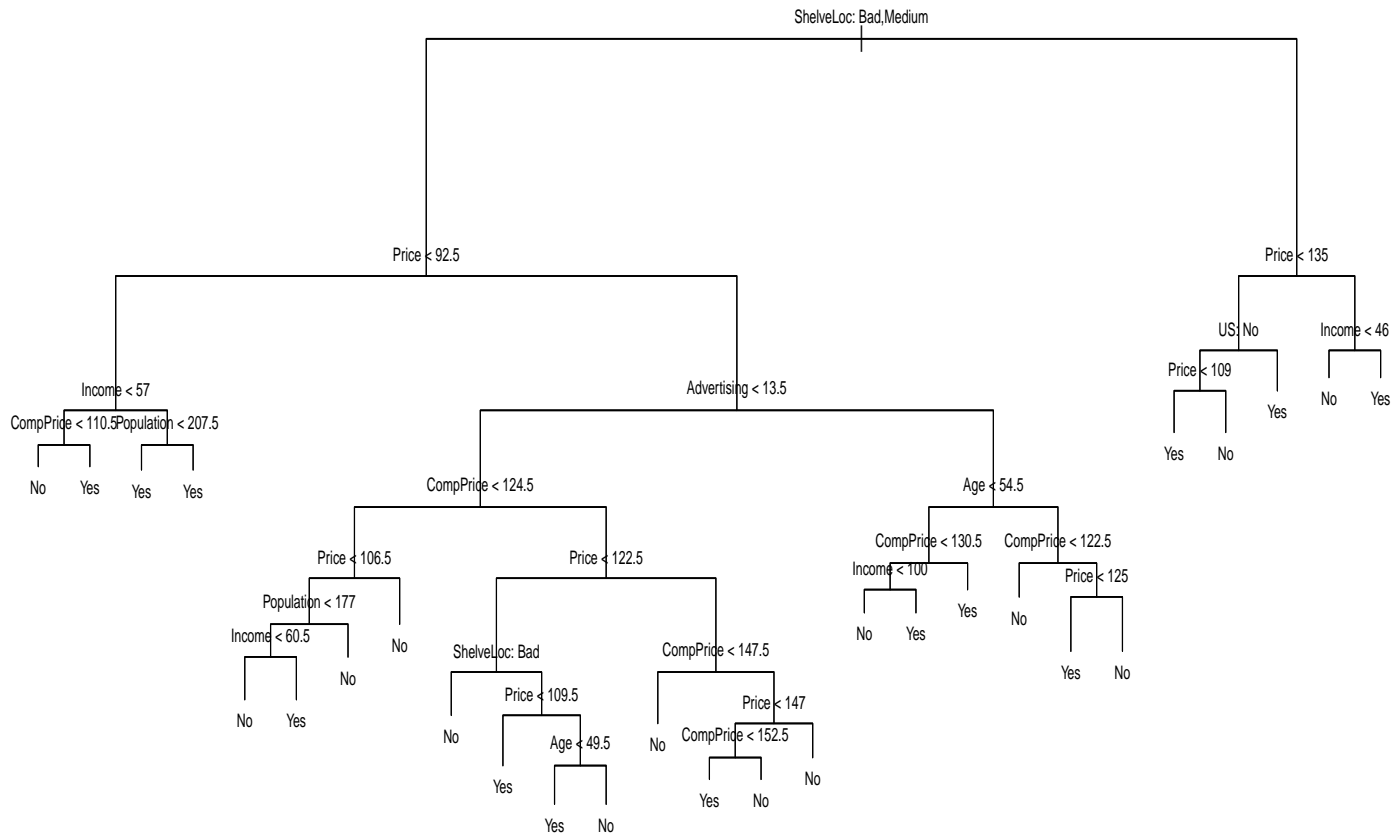 ShelveLoc: Bad,Medium
Price < 92.5
Price < 135
US: No
Income < 46
Price < 109
Income < 57
Advertising < 13.5
No
Yes
Yes
CompPrice < 110.5
Population < 207.5
Yes
No
No
Yes
Yes
Yes
CompPrice < 124.5
Age < 54.5
CompPrice < 130.5
CompPrice < 122.5
Price < 106.5
Price < 122.5
Income < 100
Price < 125
Population < 177
Yes
No
Income < 60.5
No
Yes
No
ShelveLoc: Bad
CompPrice < 147.5
No
Yes
No
Price < 109.5
Price < 147
No
Yes
No
CompPrice < 152.5
Age < 49.5
No
No
Yes
Yes
No
Yes
No